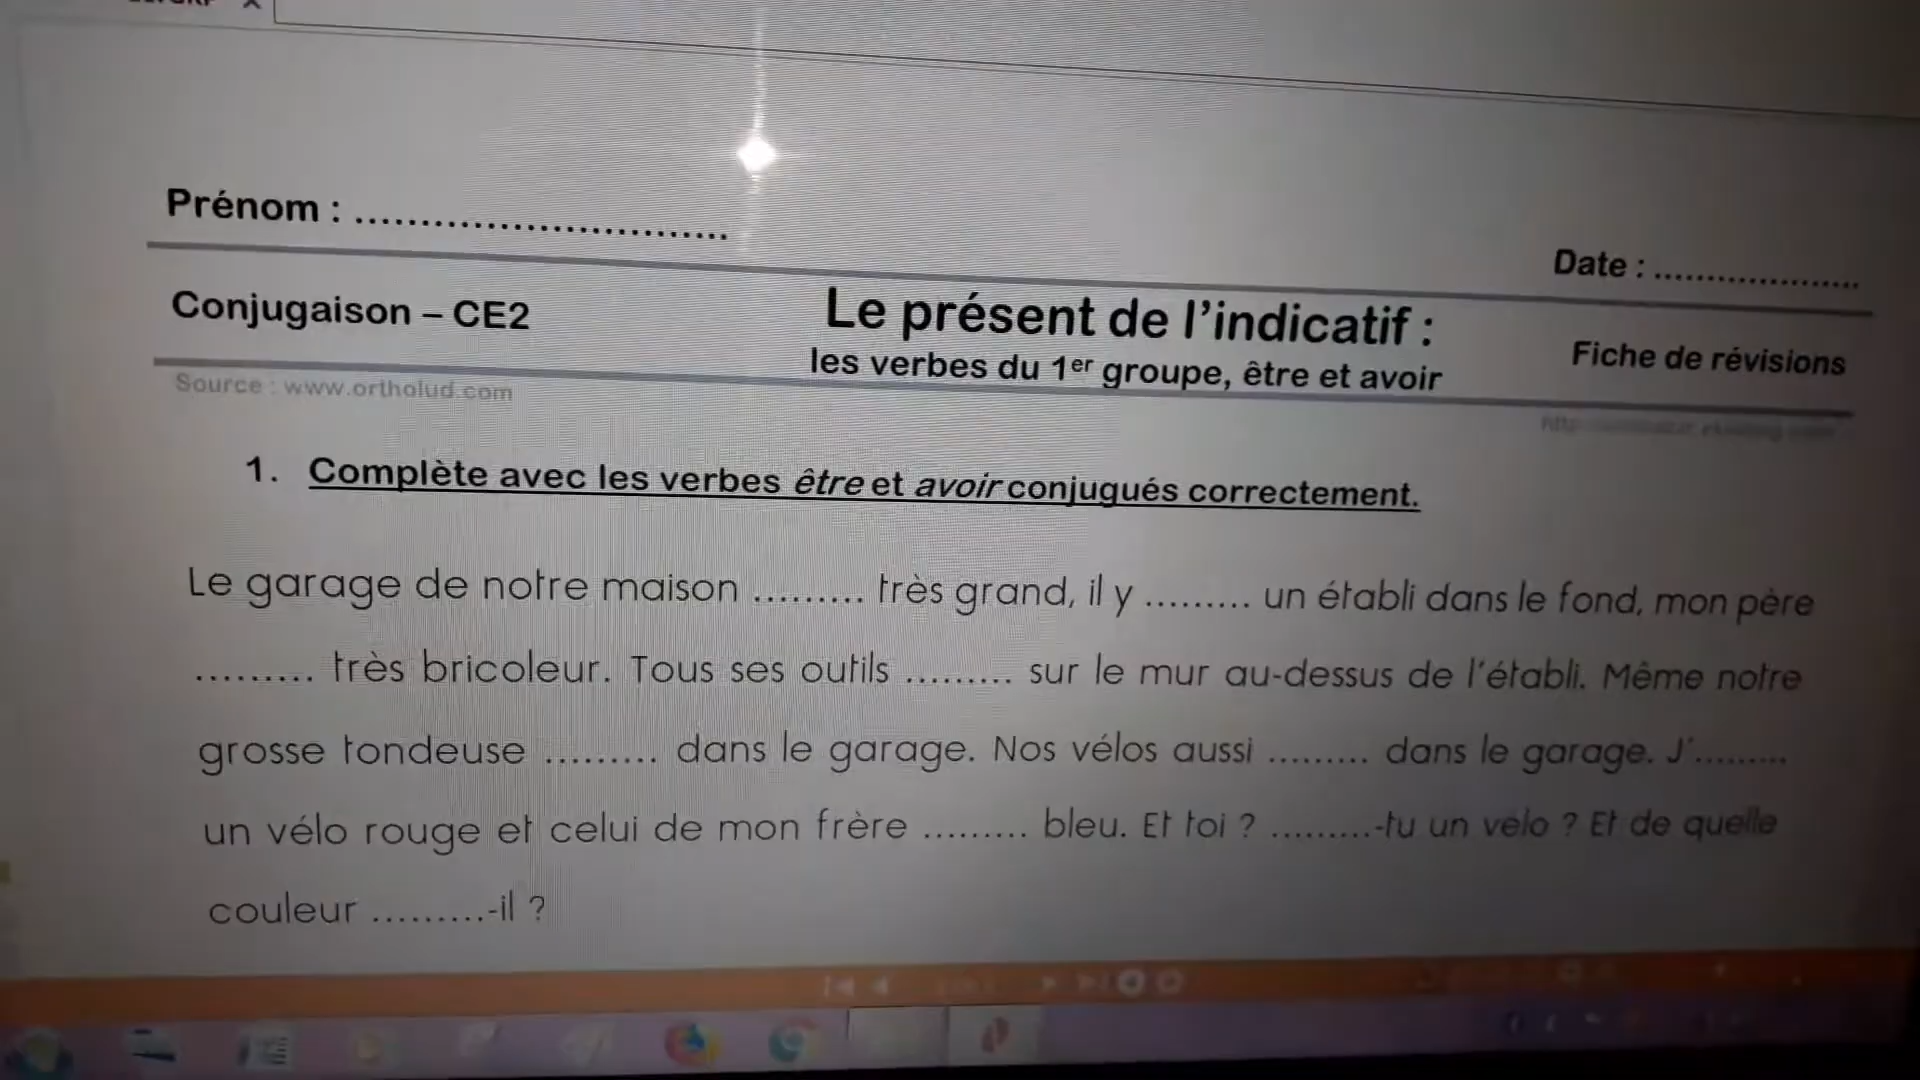 Prénom : ............................
Date : ....................
Conjugaison – CE2
Le présent de l'indicatif :
les verbes du 1er groupe, être et avoir
Fiche de révisions
Source : www.ortholud.com
1. Complète avec les verbes être et avoir conjugués correctement.
Le garage de notre maison ......... très grand, il y ......... un établi dans le fond, mon père
......... très bricoleur. Tous ses outils ......... sur le mur au-dessus de l'établi. Même notre
grosse tondeuse ......... dans le garage. Nos vélos aussi ......... dans le garage. J'.........
un vélo rouge et celui de mon frère ......... bleu. Et toi ? .........-tu un velo ? Et de quelle
couleur .........-il ?